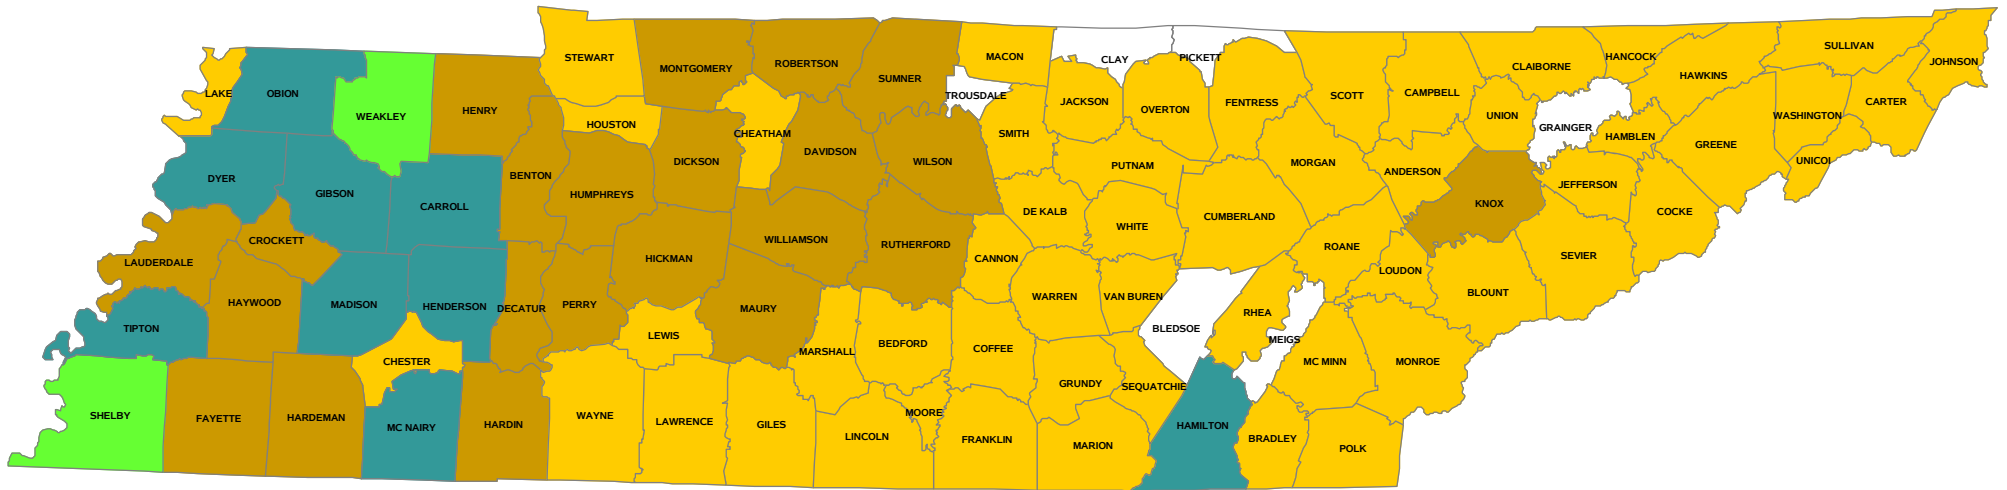 STEWART
MACON
CLAY
PICKETT
SULLIVAN
HANCOCK
JOHNSON
MONTGOMERY
ROBERTSON
SUMNER
CLAIBORNE
HAWKINS
LAKE
OBION
TROUSDALE
JACKSON
OVERTON
FENTRESS
SCOTT
CAMPBELL
CARTER
HENRY
WEAKLEY
HOUSTON
CHEATHAM
SMITH
UNION
GRAINGER
HAMBLEN
WASHINGTON
DICKSON
DAVIDSON
WILSON
PUTNAM
MORGAN
ANDERSON
GREENE
UNICOI
DYER
GIBSON
BENTON
HUMPHREYS
JEFFERSON
CARROLL
DE KALB
WHITE
CUMBERLAND
KNOX
COCKE
CROCKETT
WILLIAMSON
RUTHERFORD
ROANE
LAUDERDALE
HICKMAN
CANNON
LOUDON
SEVIER
HAYWOOD
MADISON
HENDERSON
DECATUR
PERRY
MAURY
WARREN
VAN BUREN
BLOUNT
TIPTON
LEWIS
BLEDSOE
RHEA
MEIGS
CHESTER
MARSHALL
BEDFORD
COFFEE
MC MINN
MONROE
GRUNDY
SEQUATCHIE
SHELBY
FAYETTE
HARDEMAN
MC NAIRY
HARDIN
WAYNE
LAWRENCE
GILES
MOORE
LINCOLN
FRANKLIN
MARION
HAMILTON
BRADLEY
POLK